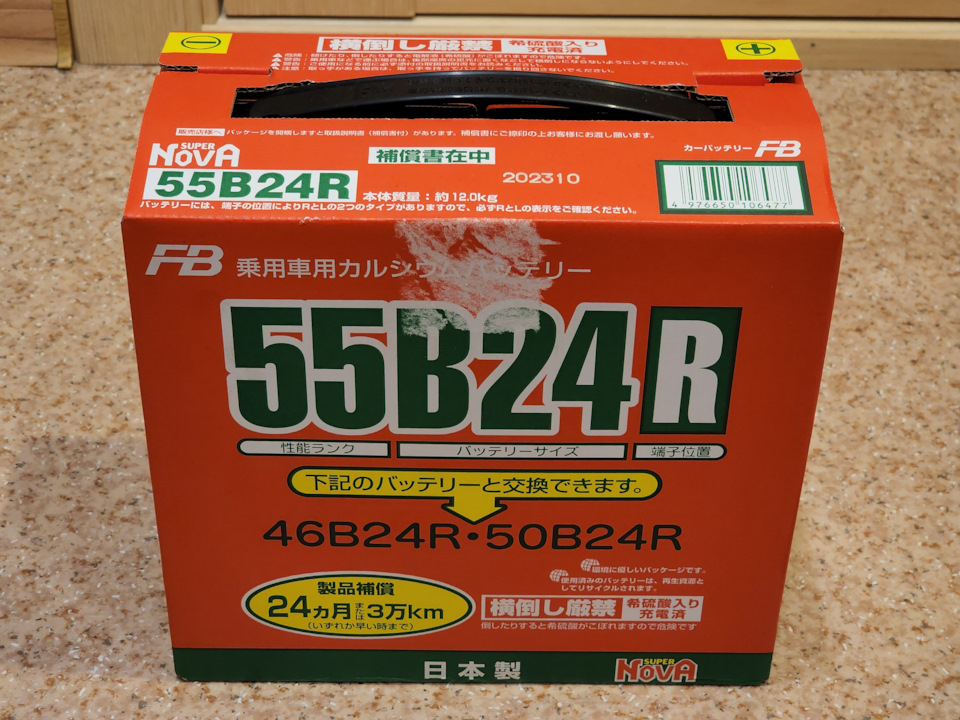 横倒し厳禁 希硫酸入り 充電済
販売店様へ パッケージを開梱しますと取扱説明書（補償書付）があります。補償書にご捺印の上お客様にお渡し願います。
SUPER
NOVA
補償書在中
カーバッテリー FB
55B24R
本体質量：約12.0kg
202310
4 976650 106477
バッテリーには、端子の位置によりRとLの2つのタイプがありますので、必ずRとLの表示をご確認ください。
FB 乗用車用カルシウムバッテリー
55B24R
性能ランク バッテリーサイズ 端子位置
下記のバッテリーと交換できます。
46B24R・50B24R
環境に優しいパッケージです。
使用済みのバッテリーは、再生資源と
してリサイクルされます。
製品補償
24ヵ月または3万km
（いずれか早い時まで）
横倒し厳禁 希硫酸入り 充電済
倒したりすると希硫酸がこぼれますので危険です
日本製
SUPER
NOVA